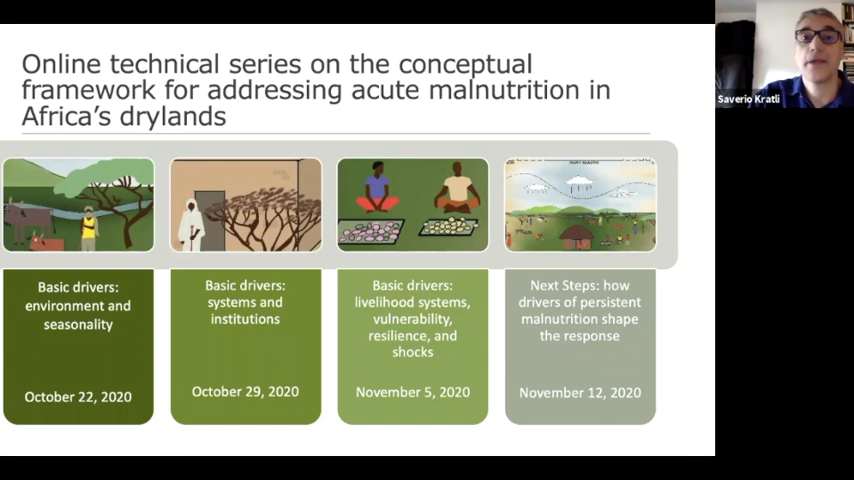 Online technical series on the conceptual
framework for addressing acute malnutrition in
Africa's drylands
Saverio Kratli
Basic drivers:
environment and
seasonality
October 22, 2020
Basic drivers:
systems and
institutions
October 29, 2020
Basic drivers:
livelihood systems,
vulnerability,
resilience, and
shocks
November 5, 2020
Next Steps: how
drivers of persistent
malnutrition shape
the response
November 12, 2020